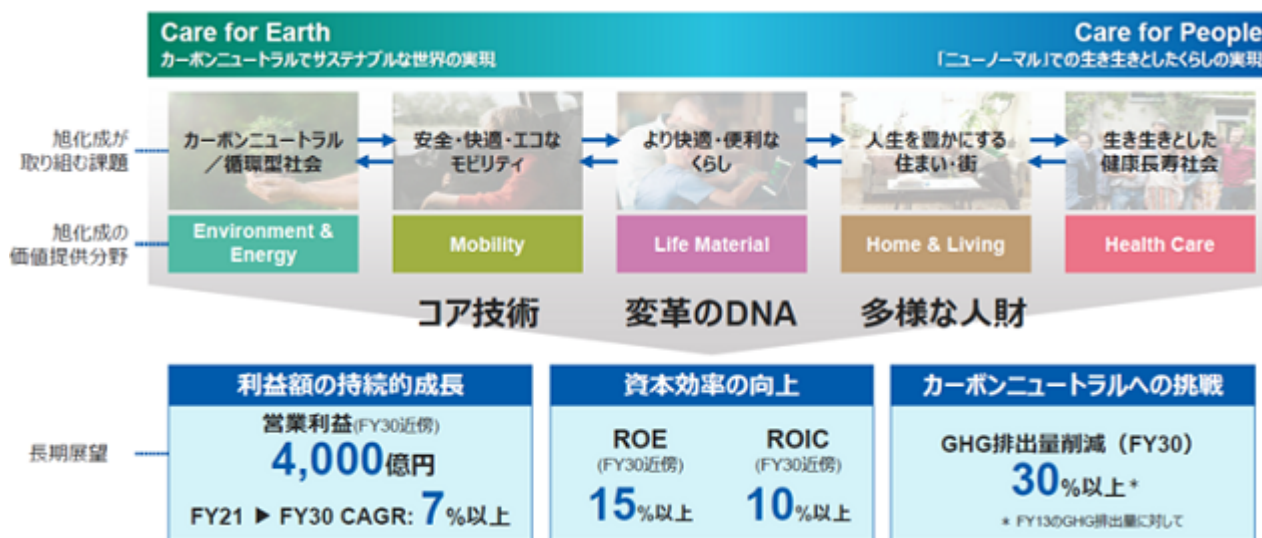 Care for Earth
カーボンニュートラルでサステナブルな世界の実現
Care for People
「ニューノーマル」での生き生きとしたくらしの実現
旭化成が
取り組む課題
カーボンニュートラル
／循環型社会
安全・快適・エコな
モビリティ
より快適・便利な
くらし
人生を豊かにする
住まい・街
生き生きとした
健康長寿社会
旭化成の
価値提供分野
Environment &
Energy
Mobility
Life Material
Home & Living
Health Care
コア技術
変革のDNA
多様な人財
長期展望
利益額の持続的成長
営業利益(FY30近傍)
4,000億円
FY21 ▶ FY30 CAGR: 7%以上
資本効率の向上
ROE
(FY30近傍)
15%以上
ROIC
(FY30近傍)
10%以上
カーボンニュートラルへの挑戦
GHG排出量削減（FY30）
30%以上*
* FY13のGHG排出量に対して